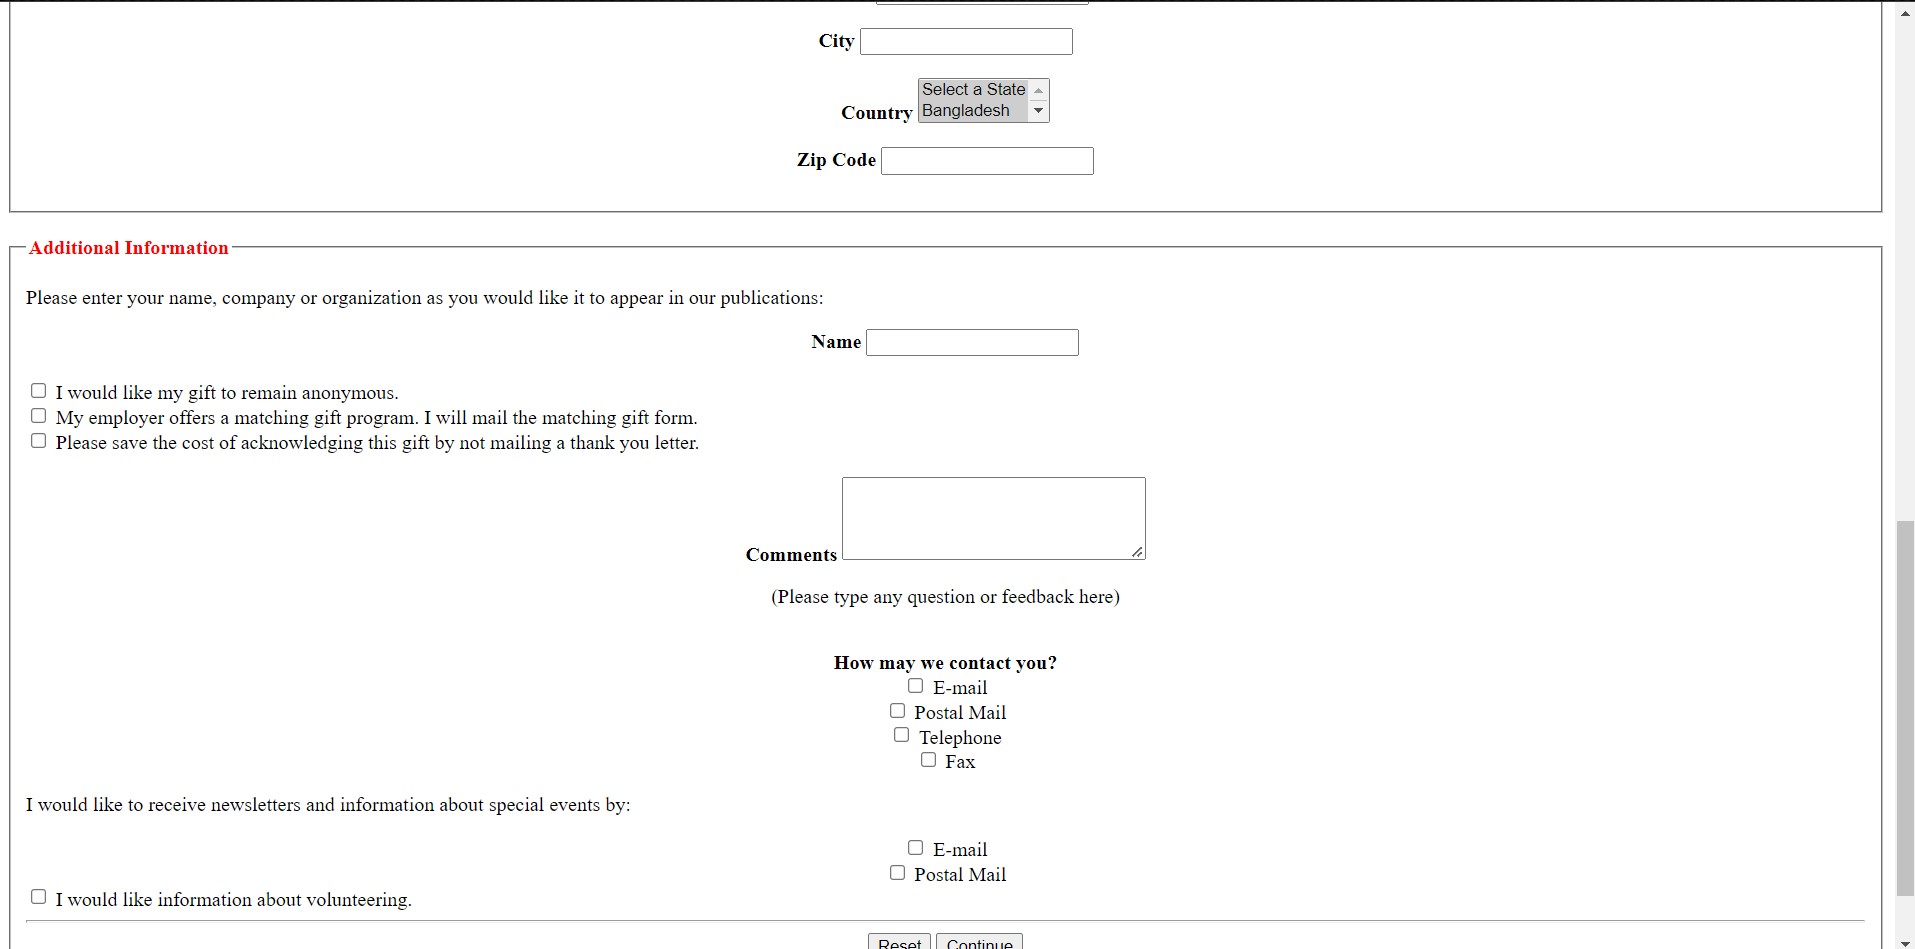 City
Select a State
Bangladesh
Country
Zip Code
Additional Information
Please enter your name, company or organization as you would like it to appear in our publications:
Name
I would like my gift to remain anonymous.
My employer offers a matching gift program. I will mail the matching gift form.
Please save the cost of acknowledging this gift by not mailing a thank you letter.
Comments
(Please type any question or feedback here)
How may we contact you?
E-mail
Postal Mail
Telephone
Fax
I would like to receive newsletters and information about special events by:
E-mail
Postal Mail
I would like information about volunteering.
Reset Continue